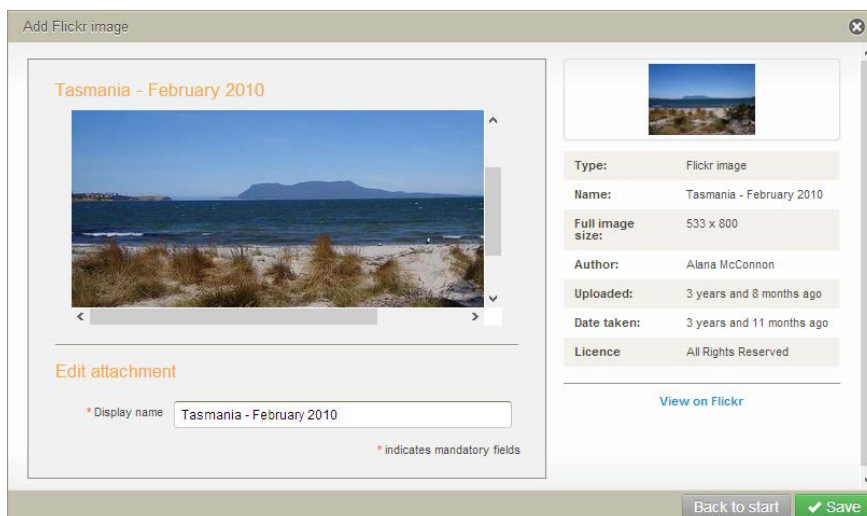 Add Flickr image
Tasmania - February 2010
Edit attachment
* Display name
Tasmania - February 2010
* indicates mandatory fields
Type: Flickr image
Name: Tasmania - February 2010
Full image size: 533 x 800
Author: Alana McConnon
Uploaded: 3 years and 8 months ago
Date taken: 3 years and 11 months ago
Licence All Rights Reserved
View on Flickr
Back to start
Save